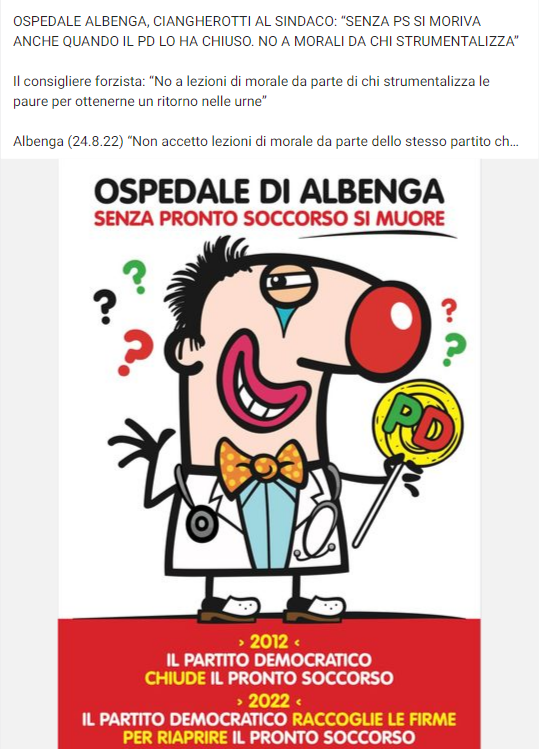 OSPEDALE ALBENGA, CIANGHEROTTI AL SINDACO: “SENZA PS SI MORIVA
ANCHE QUANDO IL PD LO HA CHIUSO. NO A MORALI DA CHI STRUMENTALIZZA”
Il consigliere forzista: “No a lezioni di morale da parte di chi strumentalizza le
paure per ottenerne un ritorno nelle urne”
Albenga (24.8.22) “Non accetto lezioni di morale da parte dello stesso partito ch...
OSPEDALE DI ALBENGA
SENZA PRONTO SOCCORSO SI MUORE
? ? ? ? ?
PD
› 2012 ‹
IL PARTITO DEMOCRATICO
CHIUDE IL PRONTO SOCCORSO
› 2022 ‹
IL PARTITO DEMOCRATICO RACCOGLIE LE FIRME
PER RIAPRIRE IL PRONTO SOCCORSO